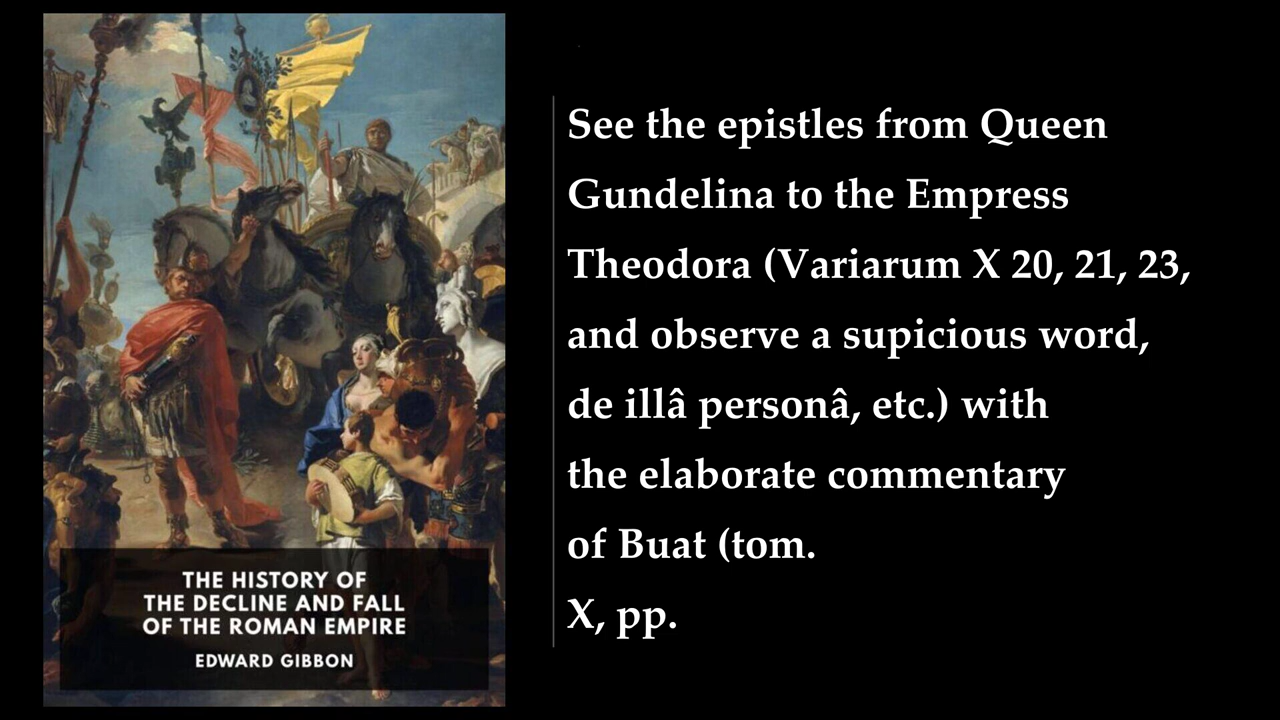 THE HISTORY OF
THE DECLINE AND FALL
OF THE ROMAN EMPIRE
EDWARD GIBBON
See the epistles from Queen
Gundelina to the Empress
Theodora (Variarum X 20, 21, 23,
and observe a supicious word,
de illâ personâ, etc.) with
the elaborate commentary
of Buat (tom.
X, pp.